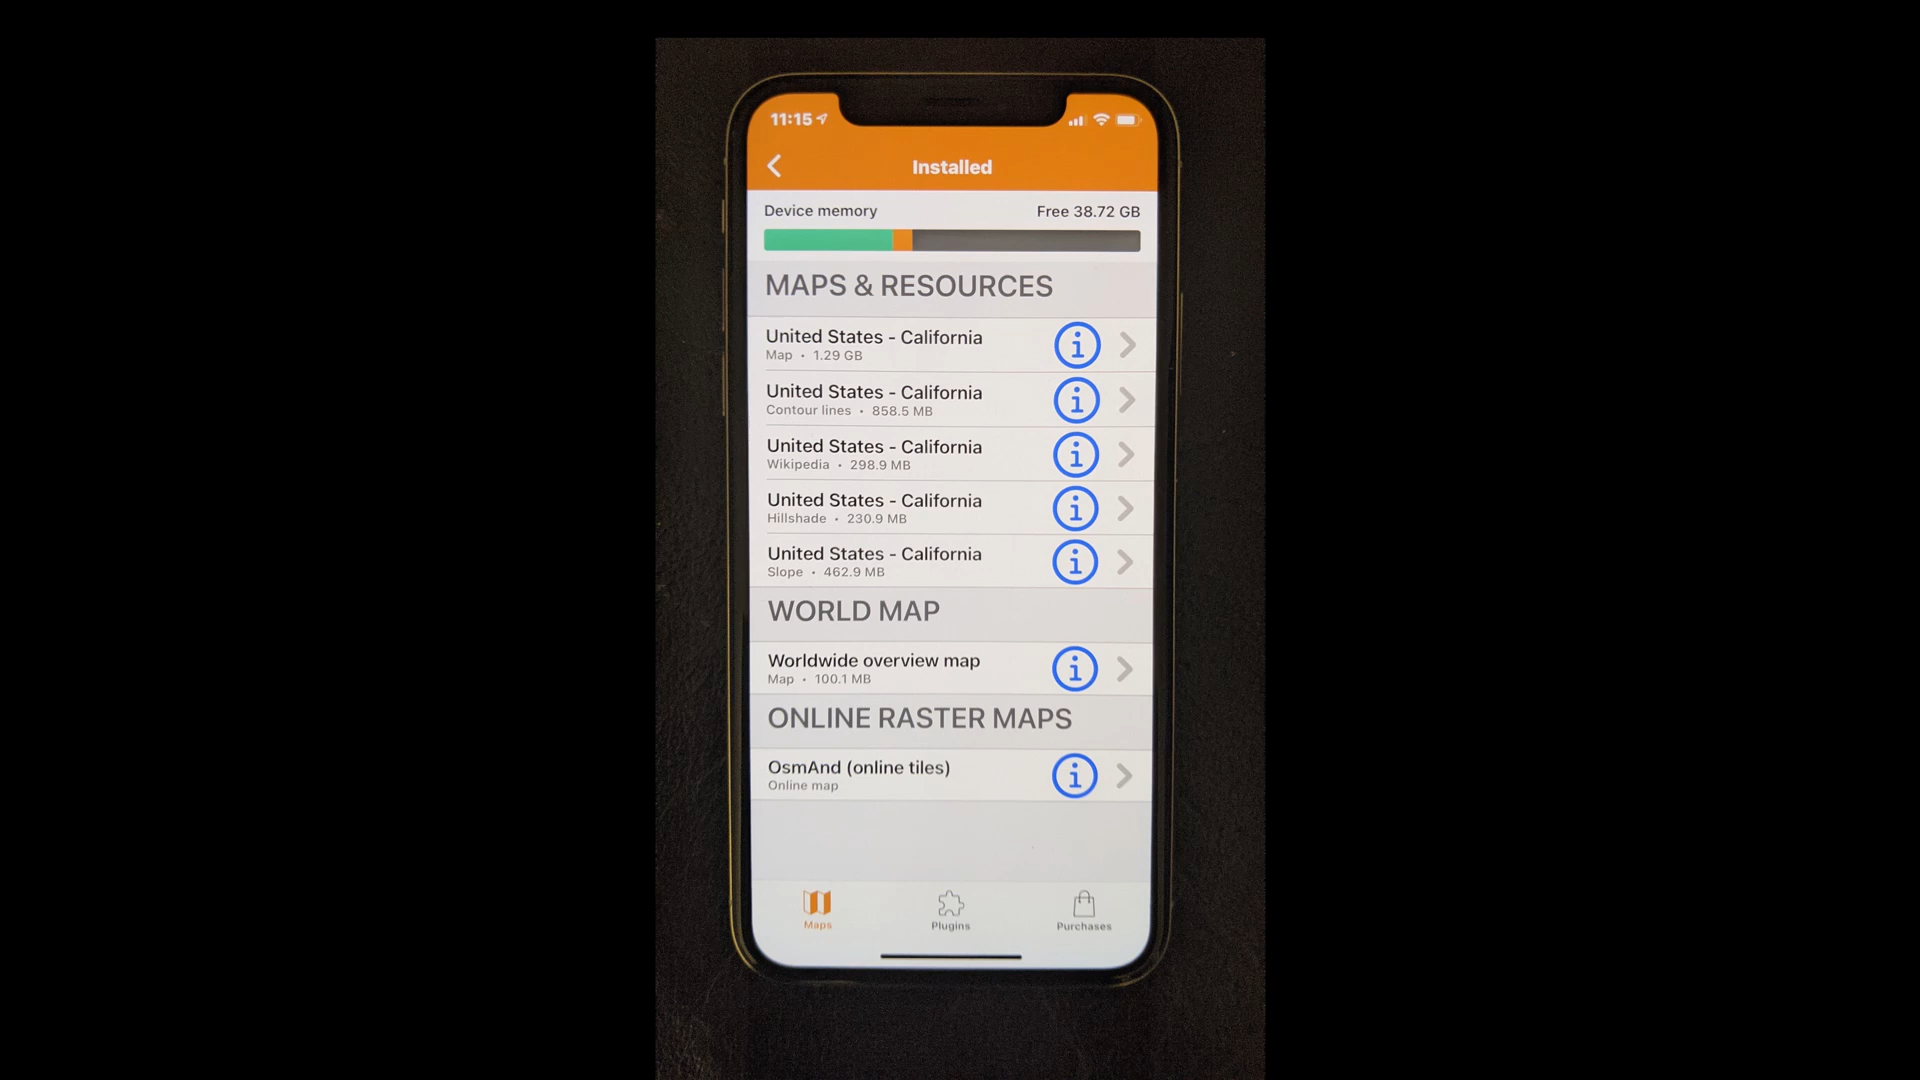 11:15
Installed
Device memory Free 38.72 GB
MAPS & RESOURCES
United States - California
Map • 1.29 GB
United States - California
Contour lines • 858.5 MB
United States - California
Wikipedia • 298.9 MB
United States - California
Hillshade • 230.9 MB
United States - California
Slope • 462.9 MB
WORLD MAP
Worldwide overview map
Map • 100.1 MB
ONLINE RASTER MAPS
OsmAnd (online tiles)
Online map
Maps Plugins Purchases